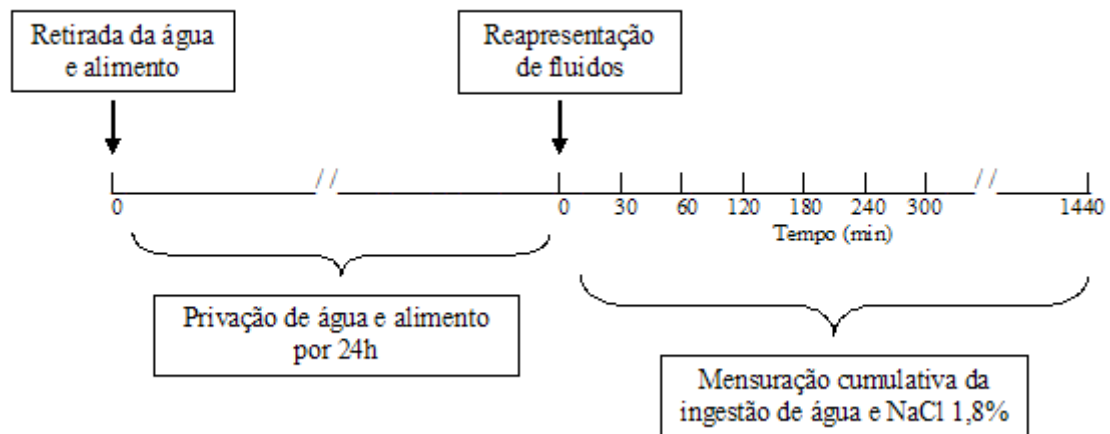 Retirada da água
e alimento
Reapresentação
de fluidos
//
//
0
0
30
60
120
180
240
300
1440
Tempo (min)
Privação de água e alimento
por 24h
Mensuração cumulativa da
ingestão de água e NaCl 1,8%